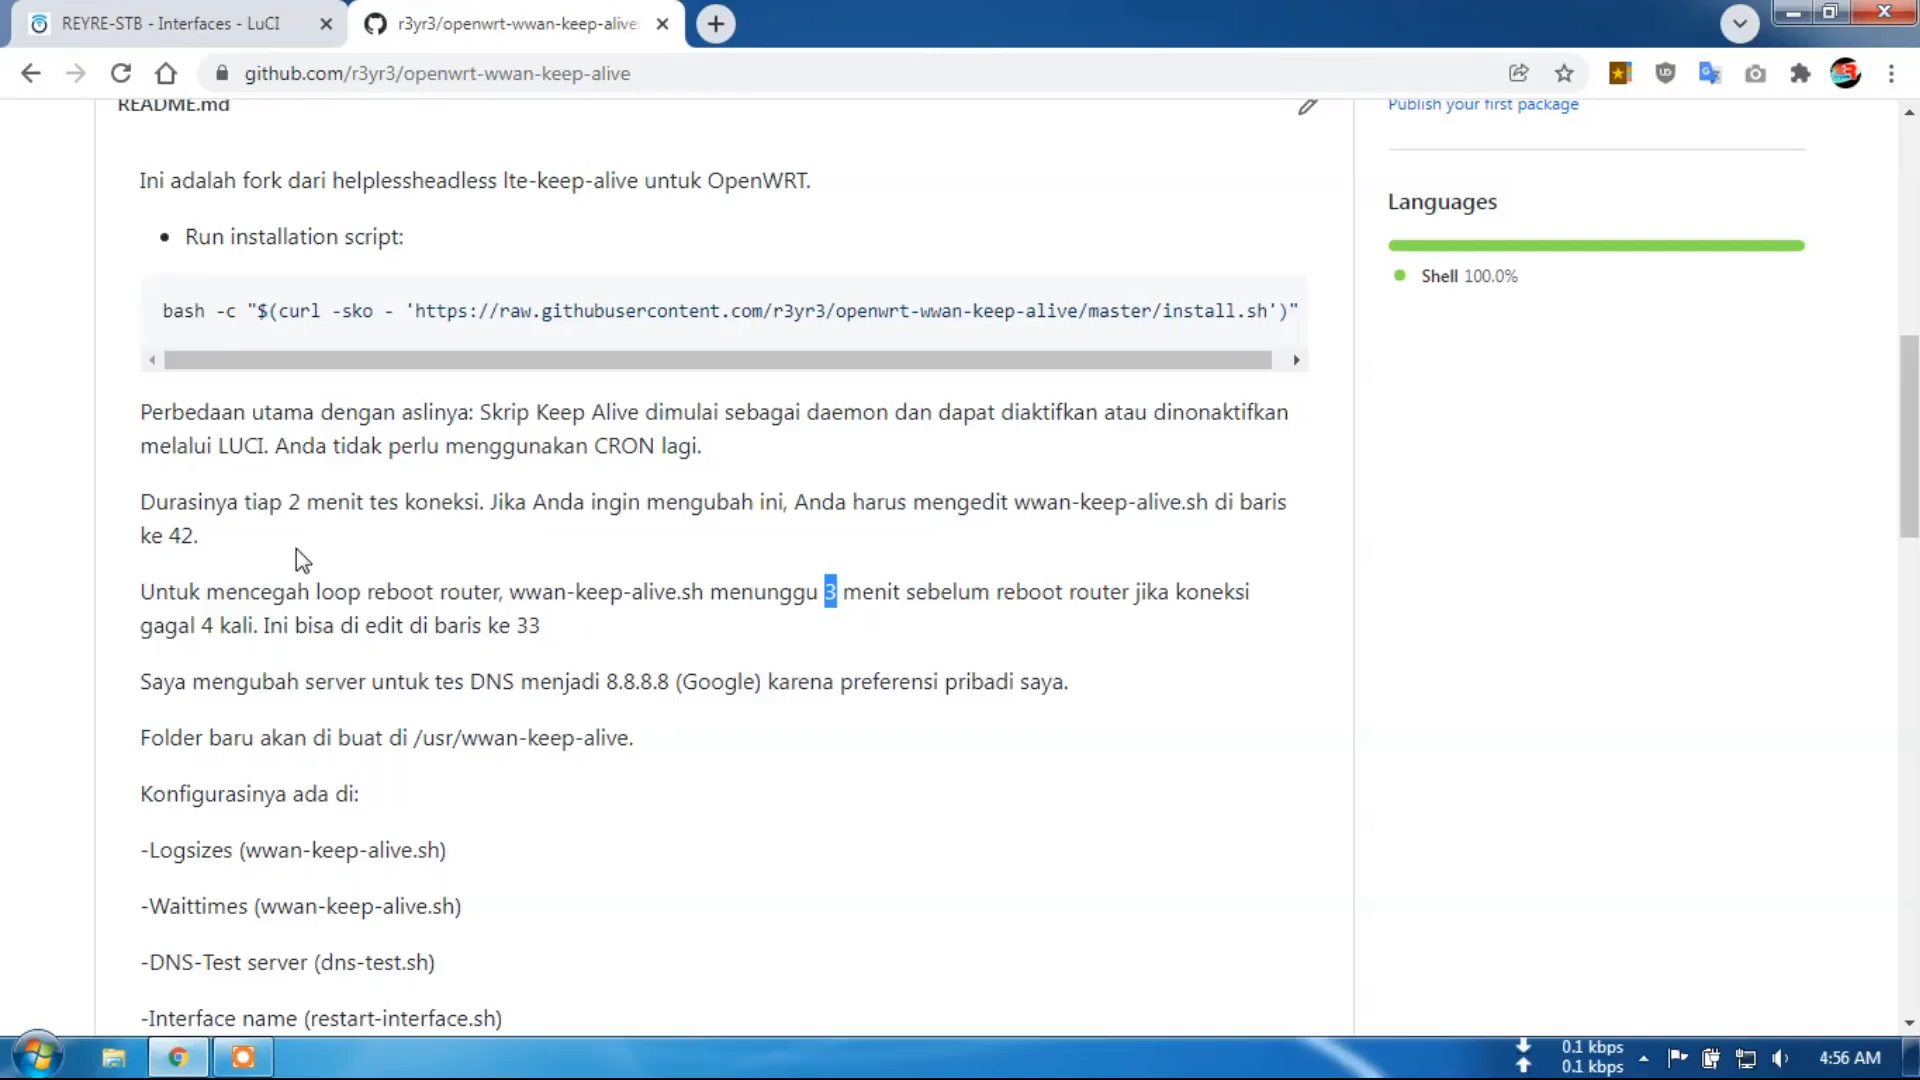 REYRE-STB - Interfaces - LuCI
r3yr3/openwrt-wwan-keep-alive:
github.com/r3yr3/openwrt-wwan-keep-alive
README.md
Publish your first package
Ini adalah fork dari helplessheadless lte-keep-alive untuk OpenWRT.
Run installation script:
bash -c "$(curl -sko - 'https://raw.githubusercontent.com/r3yr3/openwrt-wwan-keep-alive/master/install.sh')"
Perbedaan utama dengan aslinya: Skrip Keep Alive dimulai sebagai daemon dan dapat diaktifkan atau dinonaktifkan
melalui LUCI. Anda tidak perlu menggunakan CRON lagi.
Durasinya tiap 2 menit tes koneksi. Jika Anda ingin mengubah ini, Anda harus mengedit wwan-keep-alive.sh di baris
ke 42.
Untuk mencegah loop reboot router, wwan-keep-alive.sh menunggu 3 menit sebelum reboot router jika koneksi
gagal 4 kali. Ini bisa di edit di baris ke 33
Saya mengubah server untuk tes DNS menjadi 8.8.8.8 (Google) karena preferensi pribadi saya.
Folder baru akan di buat di /usr/wwan-keep-alive.
Konfigurasinya ada di:
-Logsizes (wwan-keep-alive.sh)
-Waittimes (wwan-keep-alive.sh)
-DNS-Test server (dns-test.sh)
-Interface name (restart-interface.sh)
Languages
Shell 100.0%
0.1 kbps
0.1 kbps
4:56 AM